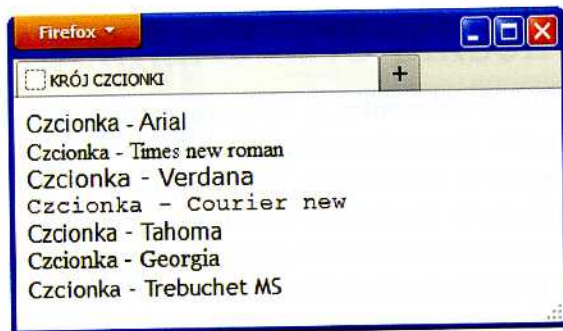 Firefox
KRÓJ CZCIONKI
+
Czcionka - Arial
Czcionka - Times new roman
Czcionka - Verdana
Czcionka - Courier new
Czcionka - Tahoma
Czcionka - Georgia
Czcionka - Trebuchet MS